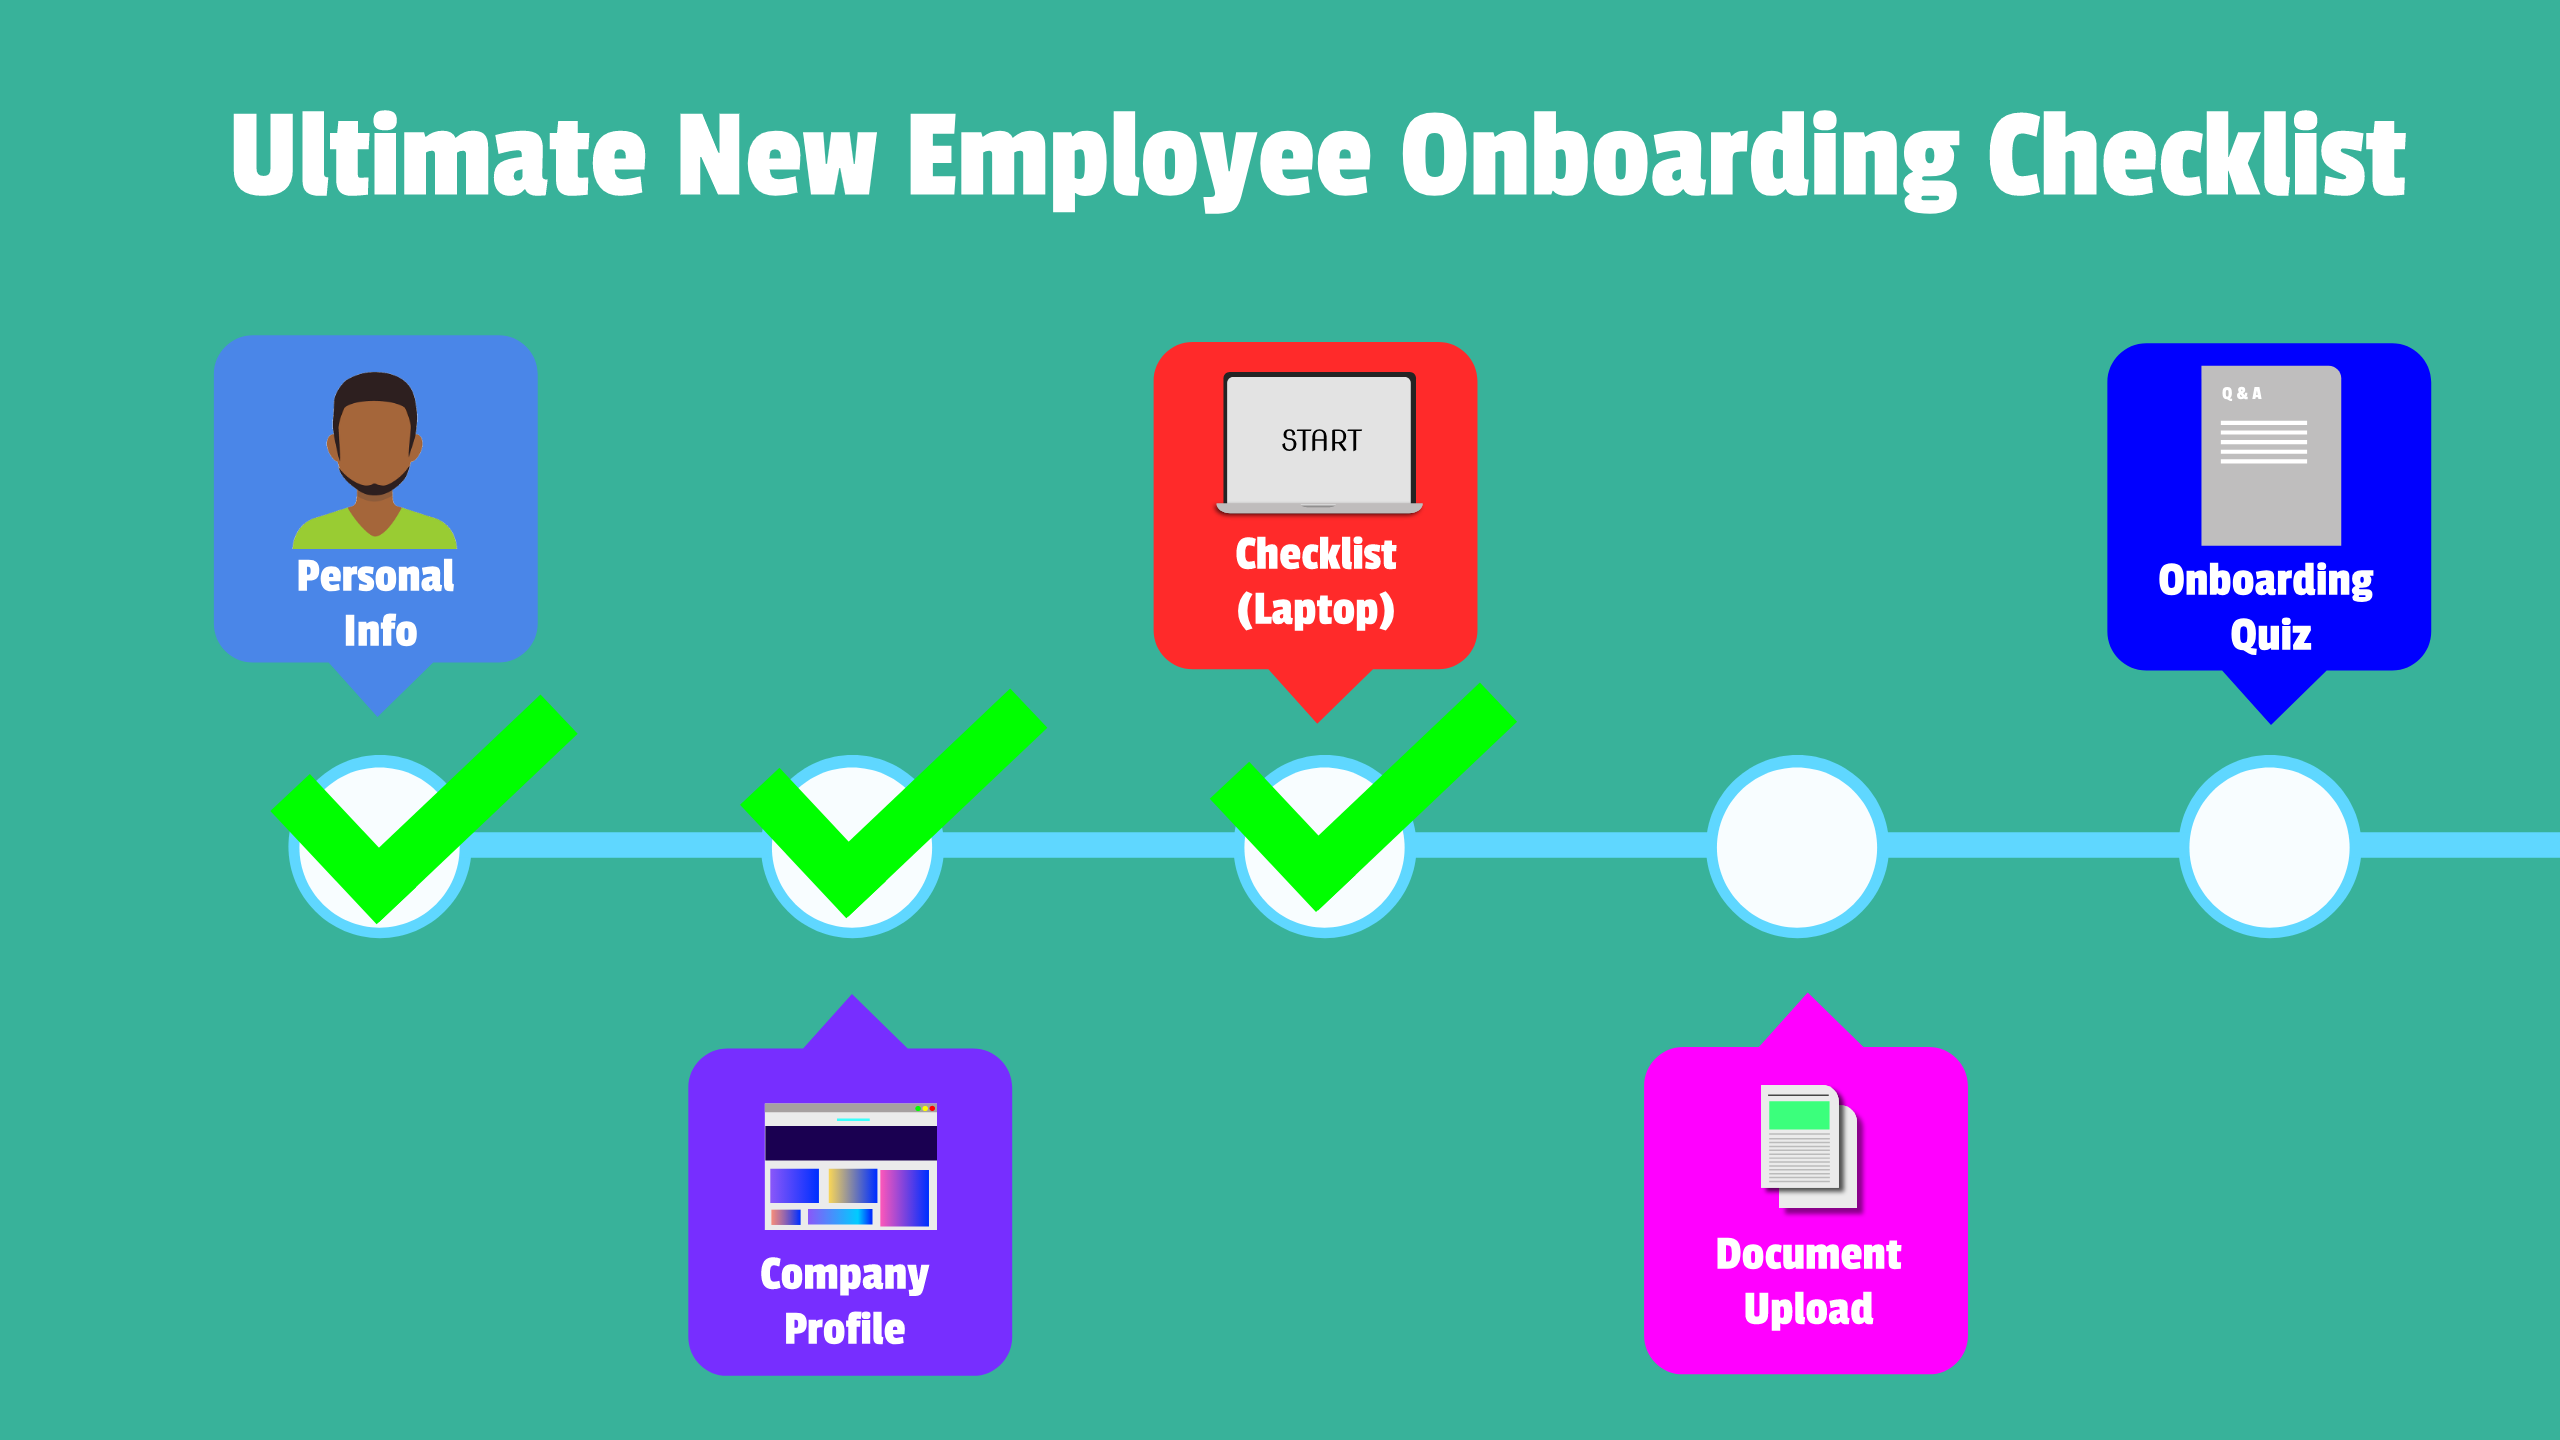 Ultimate New Employee Onboarding Checklist
Personal
Info
START
Checklist
(Laptop)
Q & A
Onboarding
Quiz
Company
Profile
Document
Upload